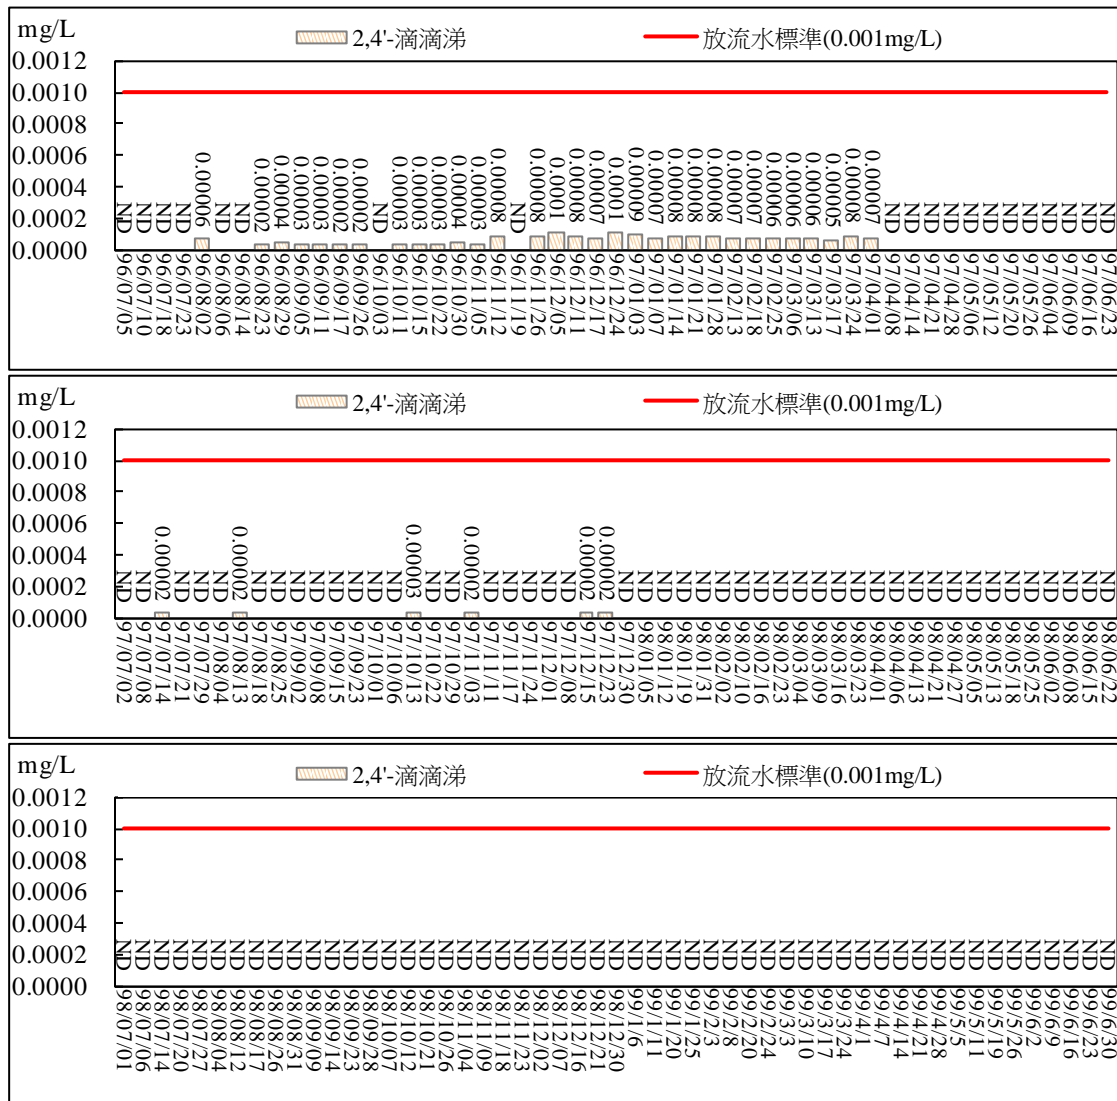 mg/L 2,4'-滴滴涕 放流水標準(0.001mg/L)
0.0012
0.0010
0.0008
0.0006
0.0004
0.0002
0.0000
ND ND ND ND 0.00006 ND ND 0.00002 0.00004 0.00003 0.00003 0.00002 0.00002 ND 0.00003 0.00003 0.00003 0.00004 0.00003 0.00008 ND 0.00008 0.0001 0.00008 0.00007 0.0001 0.00009 0.00007 0.00008 0.00008 0.00008 0.00007 0.00007 0.00006 0.00006 0.00006 0.00005 0.00008 0.00007 ND ND ND ND ND ND ND ND ND ND ND ND
96/07/05 96/07/10 96/07/18 96/07/23 96/08/02 96/08/06 96/08/14 96/08/23 96/08/29 96/09/05 96/09/11 96/09/17 96/09/26 96/10/03 96/10/11 96/10/15 96/10/23 96/10/30 96/11/05 96/11/12 96/11/19 96/11/26 96/12/05 96/12/11 96/12/17 96/12/24 97/01/03 97/01/07 97/01/14 97/01/21 97/01/28 97/02/13 97/02/18 97/02/25 97/03/06 97/03/13 97/03/17 97/03/24 97/04/01 97/04/08 97/04/14 97/04/21 97/04/28 97/05/06 97/05/12 97/05/20 97/05/26 97/06/04 97/06/09 97/06/16 97/06/23
mg/L 2,4'-滴滴涕 放流水標準(0.001mg/L)
0.0012
0.0010
0.0008
0.0006
0.0004
0.0002
0.0000
ND ND 0.00002 ND ND ND 0.00002 ND ND ND ND ND ND ND ND 0.00003 ND ND 0.00002 ND ND ND ND ND 0.00002 0.00002 ND ND ND ND ND ND ND ND ND ND ND ND ND ND ND ND ND ND ND ND ND ND ND ND ND ND
97/07/02 97/07/08 97/07/14 97/07/21 97/07/29 97/08/04 97/08/13 97/08/18 97/08/25 97/09/02 97/09/08 97/09/15 97/09/23 97/10/01 97/10/06 97/10/13 97/10/22 97/10/29 97/11/03 97/11/11 97/11/17 97/11/24 97/12/01 97/12/08 97/12/15 97/12/23 97/12/30 98/01/05 98/01/12 98/01/19 98/01/31 98/02/02 98/02/10 98/02/16 98/02/23 98/03/04 98/03/09 98/03/16 98/03/23 98/04/01 98/04/06 98/04/13 98/04/21 98/04/27 98/05/05 98/05/13 98/05/18 98/05/25 98/06/02 98/06/08 98/06/15 98/06/22
mg/L 2,4'-滴滴涕 放流水標準(0.001mg/L)
0.0012
0.0010
0.0008
0.0006
0.0004
0.0002
0.0000
ND ND ND ND ND ND ND ND ND ND ND ND ND ND ND ND ND ND ND ND ND ND ND ND ND ND ND ND ND ND ND ND ND ND ND ND ND ND ND ND ND ND ND ND ND ND ND ND ND ND ND ND ND
98/07/01 98/07/06 98/07/14 98/07/20 98/07/27 98/08/04 98/08/12 98/08/17 98/08/26 98/08/31 98/09/09 98/09/14 98/09/23 98/09/28 98/10/07 98/10/12 98/10/21 98/10/26 98/11/04 98/11/09 98/11/18 98/11/23 98/12/02 98/12/07 98/12/16 98/12/21 98/12/30 99/1/6 99/1/11 99/1/20 99/1/25 99/2/3 99/2/8 99/2/20 99/2/24 99/3/3 99/3/10 99/3/17 99/3/24 99/4/1 99/4/7 99/4/14 99/4/21 99/4/28 99/5/5 99/5/11 99/5/19 99/5/26 99/6/2 99/6/9 99/6/16 99/6/23 99/6/30